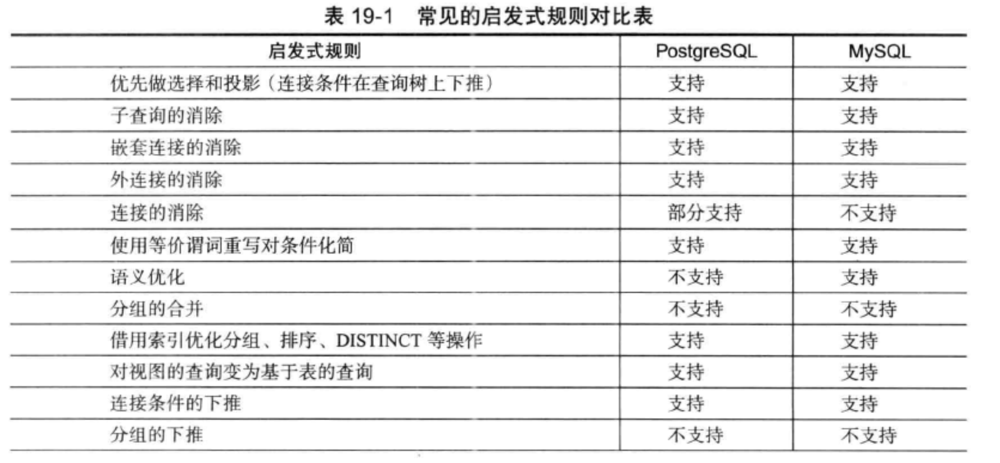 表 19-1 常见的启发式规则对比表
启发式规则 PostgreSQL MySQL
优先做选择和投影（连接条件在查询树上下推） 支持 支持
子查询的消除 支持 支持
嵌套连接的消除 支持 支持
外连接的消除 支持 支持
连接的消除 部分支持 不支持
使用等价谓词重写对条件化简 支持 支持
语义优化 不支持 支持
分组的合并 不支持 不支持
借用索引优化分组、排序、DISTINCT 等操作 支持 支持
对视图的查询变为基于表的查询 支持 支持
连接条件的下推 支持 支持
分组的下推 不支持 不支持